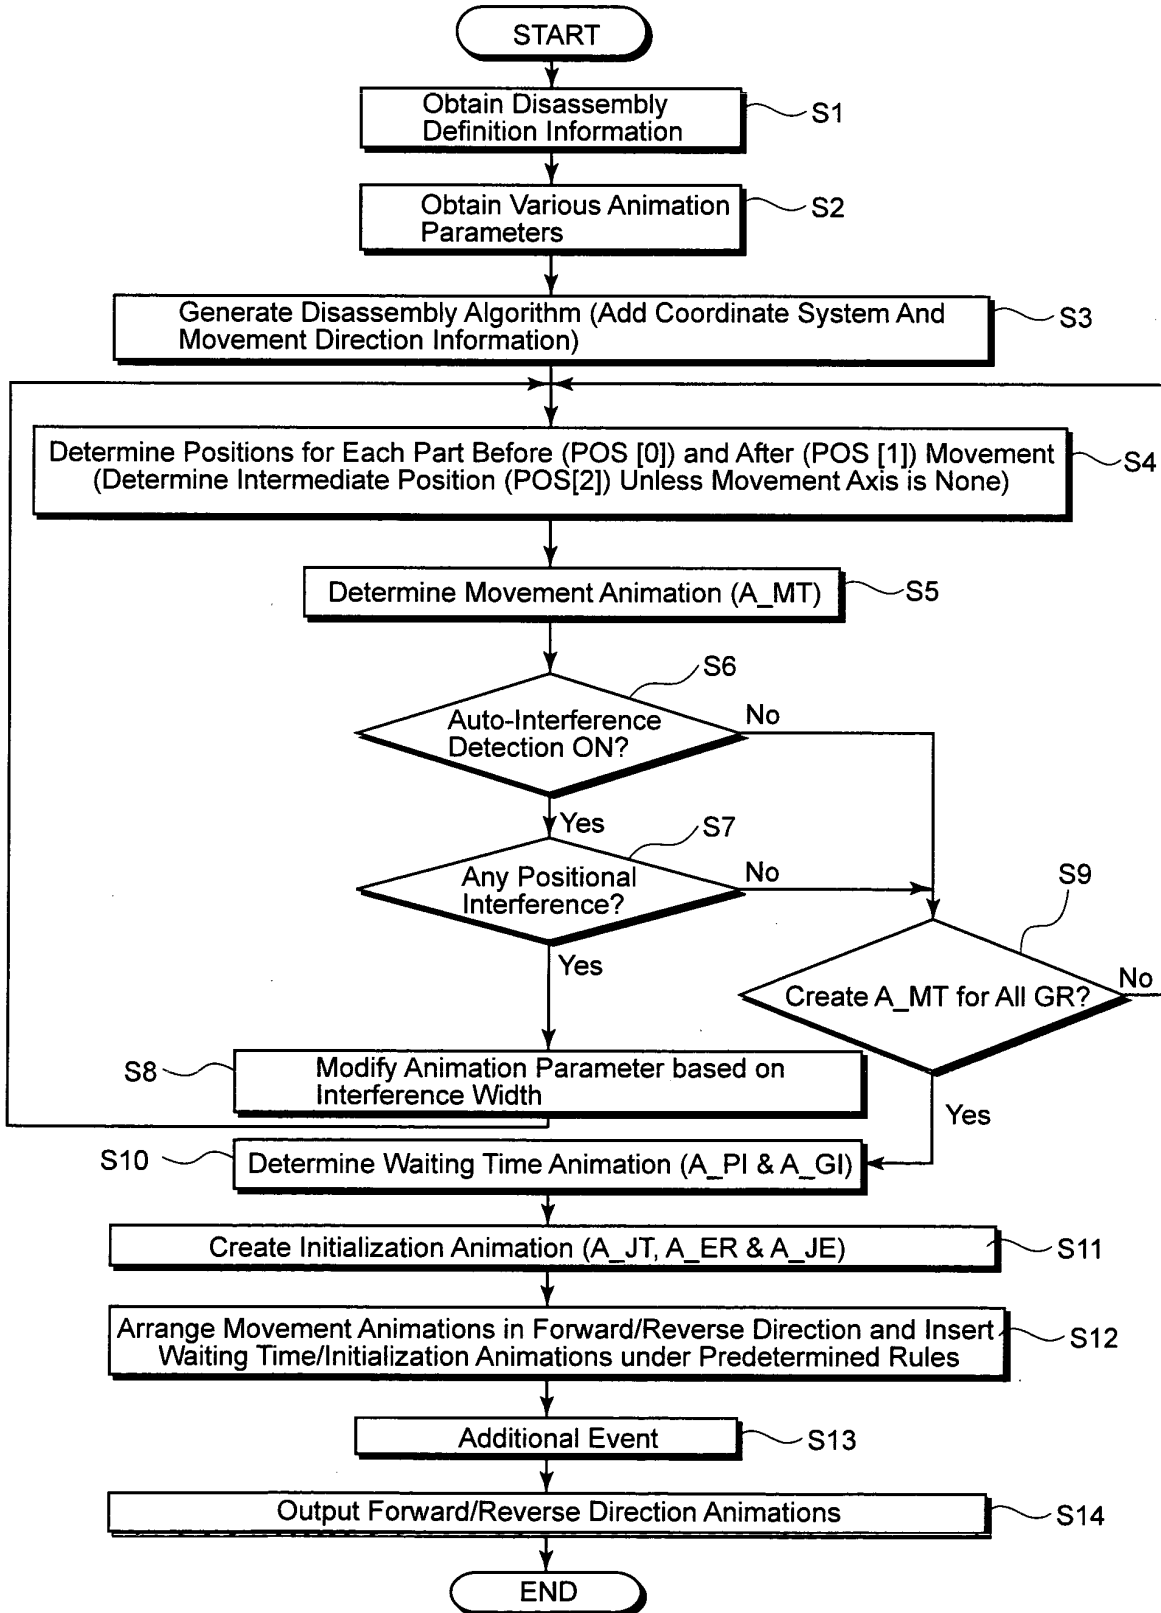 START
Obtain Disassembly
Definition Information
S1
Obtain Various Animation
Parameters
S2
Generate Disassembly Algorithm (Add Coordinate System And
Movement Direction Information)
S3
Determine Positions for Each Part Before (POS [0]) and After (POS [1]) Movement
(Determine Intermediate Position (POS[2]) Unless Movement Axis is None)
S4
Determine Movement Animation (A_MT)
S5
S6
Auto-Interference
Detection ON?
No
Yes
S7
Any Positional
Interference?
No
Yes
S9
Create A_MT for All GR?
No
Yes
S8
Modify Animation Parameter based on
Interference Width
S10
Determine Waiting Time Animation (A_PI & A_GI)
Create Initialization Animation (A_JT, A_ER & A_JE)
S11
Arrange Movement Animations in Forward/Reverse Direction and Insert
Waiting Time/Initialization Animations under Predetermined Rules
S12
Additional Event
S13
Output Forward/Reverse Direction Animations
S14
END